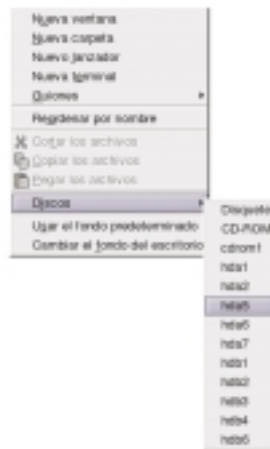 Nueva ventana
Nueva carpeta
Nuevo lanzador
Nueva terminal
Guiones
Reordenar por nombre
Cortar los archivos
Copiar los archivos
Pegar los archivos
Discos
Usar el fondo predeterminado
Cambiar el fondo del escritorio
Disquete
CD-ROM
cdrom1
hda1
hda2
hda5
hda6
hda7
hdb1
hdb2
hdb3
hdb4
hdb5